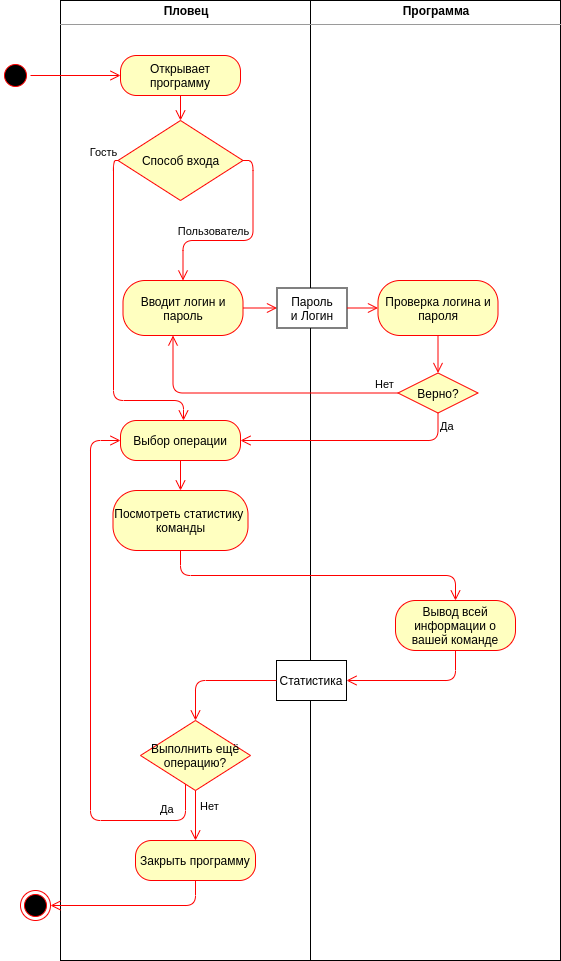 Пловец
Программа
Открывает
программу
Гость
Способ входа
Пользователь
Вводит логин и
пароль
Пароль
и Логин
Проверка логина и
пароля
Нет
Верно?
Да
Выбор операции
Посмотреть статистику
команды
Вывод всей
информации о
вашей команде
Статистика
Выполнить ещё
операцию?
Да
Нет
Закрыть программу